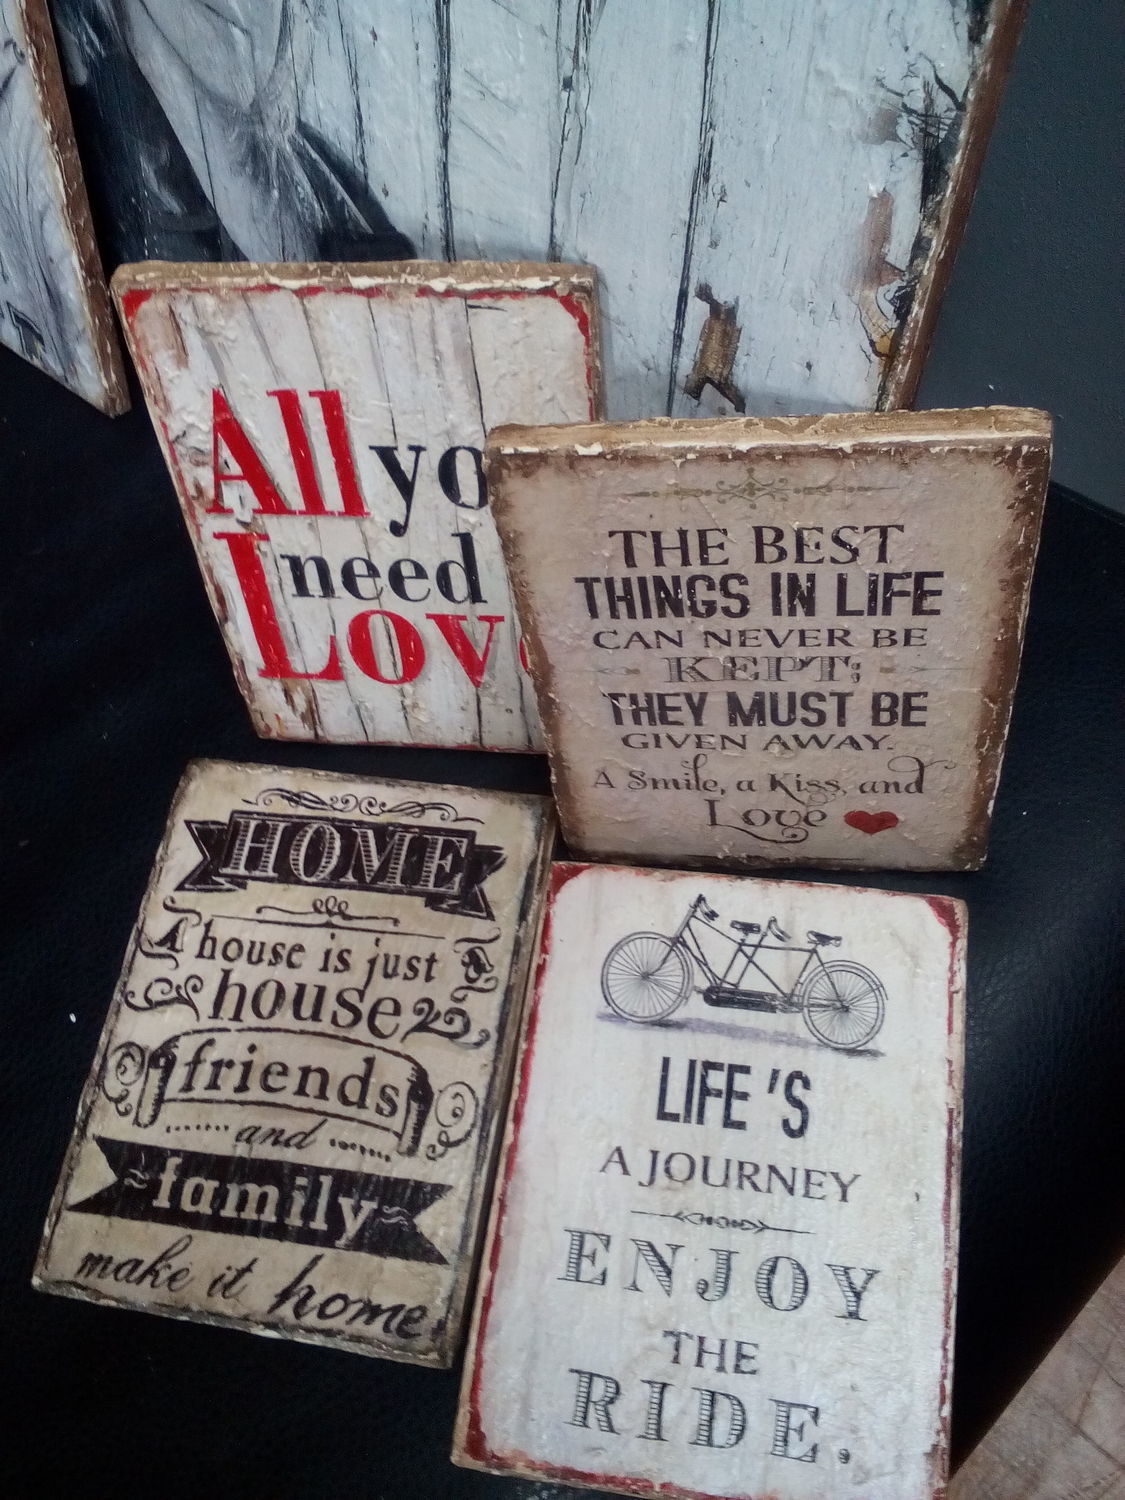 All yo
need
Lov
THE BEST
THINGS IN LIFE
CAN NEVER BE
KEPT;
THEY MUST BE
GIVEN AWAY.
A Smile, a Kiss, and
Love
HOME
A house is just
house
friends
and
family
make it home
LIFE'S
A JOURNEY
ENJOY
THE
RIDE.